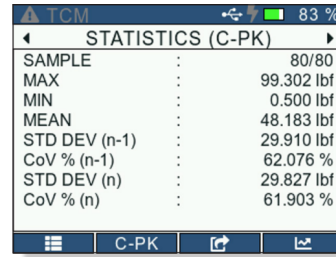 TCM 83 %
STATISTICS (C-PK)
SAMPLE : 80/80
MAX : 99.302 lbf
MIN : 0.500 lbf
MEAN : 48.183 lbf
STD DEV (n-1) : 29.910 lbf
CoV % (n-1) : 62.076 %
STD DEV (n) : 29.827 lbf
CoV % (n) : 61.903 %
C-PK